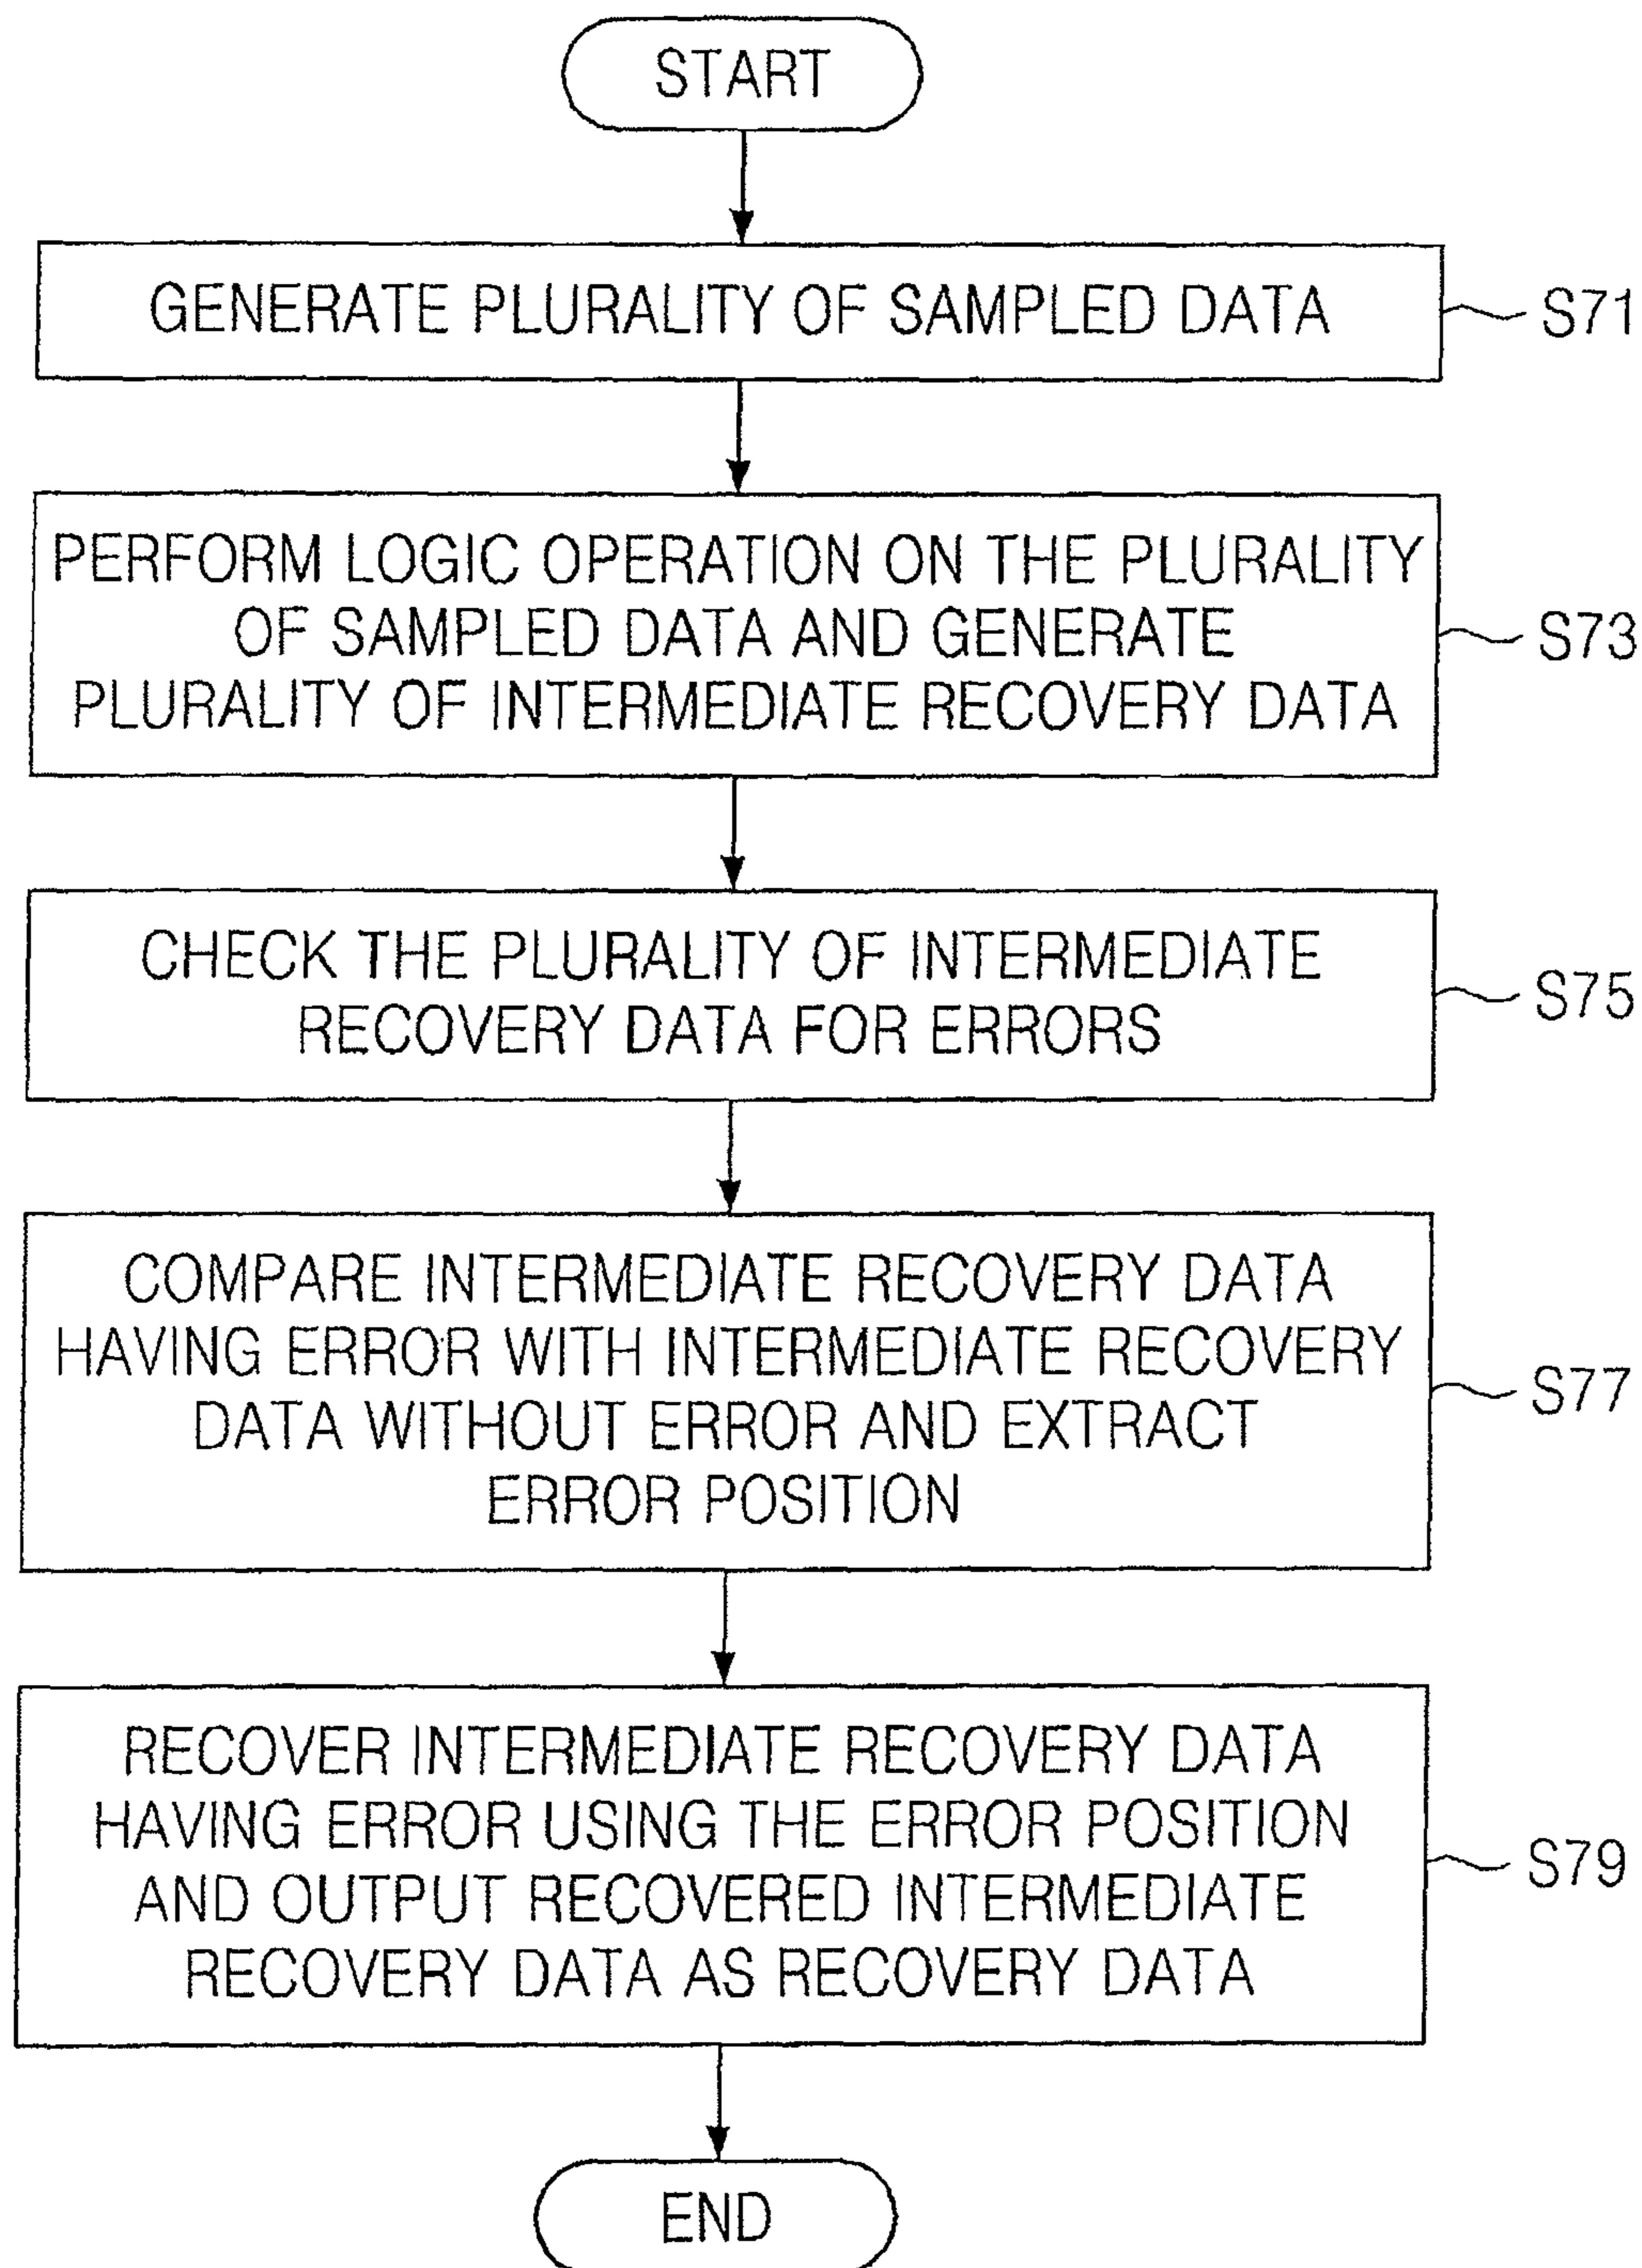 START
GENERATE PLURALITY OF SAMPLED DATA
S71
PERFORM LOGIC OPERATION ON THE PLURALITY
OF SAMPLED DATA AND GENERATE
PLURALITY OF INTERMEDIATE RECOVERY DATA
S73
CHECK THE PLURALITY OF INTERMEDIATE
RECOVERY DATA FOR ERRORS
S75
COMPARE INTERMEDIATE RECOVERY DATA
HAVING ERROR WITH INTERMEDIATE RECOVERY
DATA WITHOUT ERROR AND EXTRACT
ERROR POSITION
S77
RECOVER INTERMEDIATE RECOVERY DATA
HAVING ERROR USING THE ERROR POSITION
AND OUTPUT RECOVERED INTERMEDIATE
RECOVERY DATA AS RECOVERY DATA
S79
END